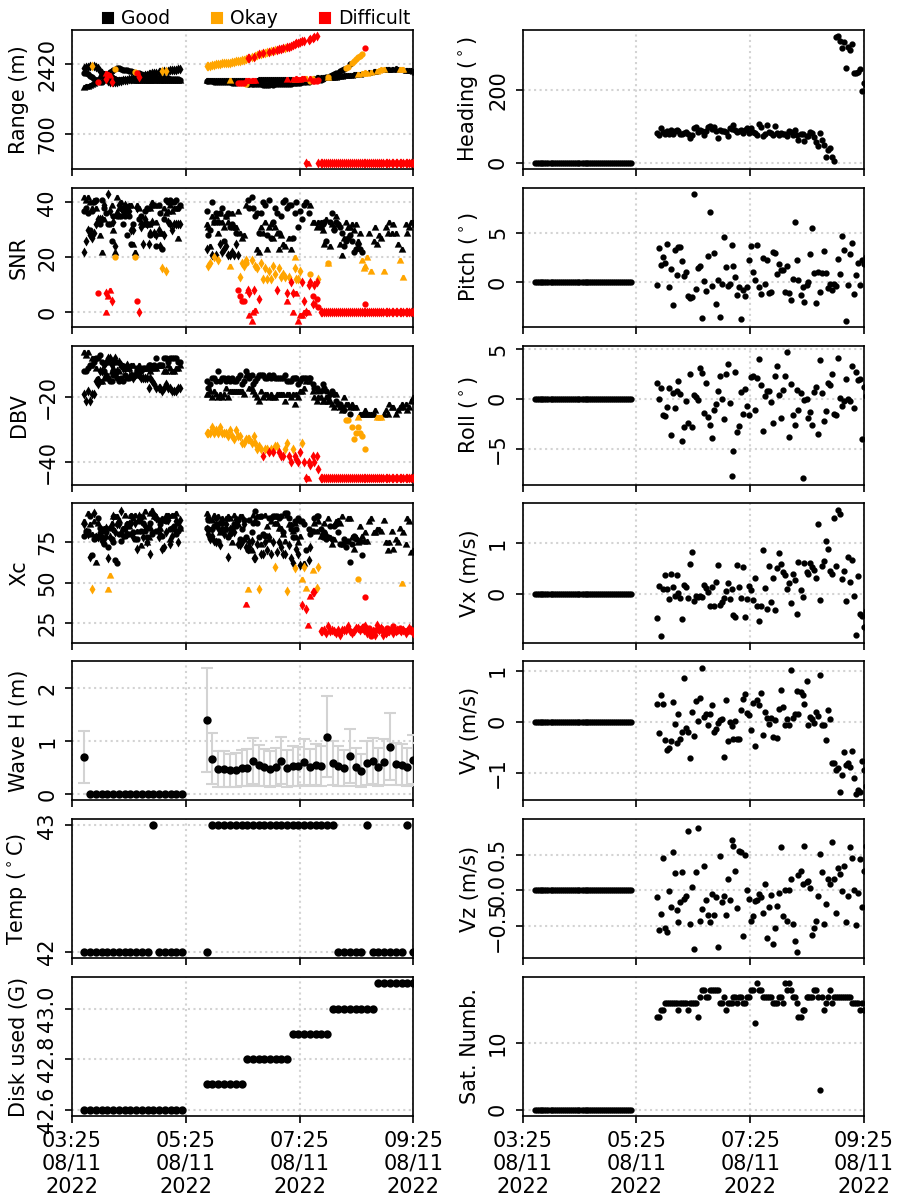 Good Okay Difficult
Range (m)
2420
700
Heading (°)
200
0
SNR
40
20
0
Pitch (°)
5
0
DBV
−20
−40
Roll (°)
5
0
−5
Xc
75
50
25
Vx (m/s)
1
0
Wave H (m)
2
1
0
Vy (m/s)
1
0
−1
Temp (°C)
43
42
Vz (m/s)
0.5
0.0
−0.5
Disk used (G)
43.0
42.8
42.6
Sat. Numb.
10
0
03:25 05:25 07:25 09:25 03:25 05:25 07:25 09:25
08/11 08/11 08/11 08/11 08/11 08/11 08/11 08/11
2022 2022 2022 2022 2022 2022 2022 2022